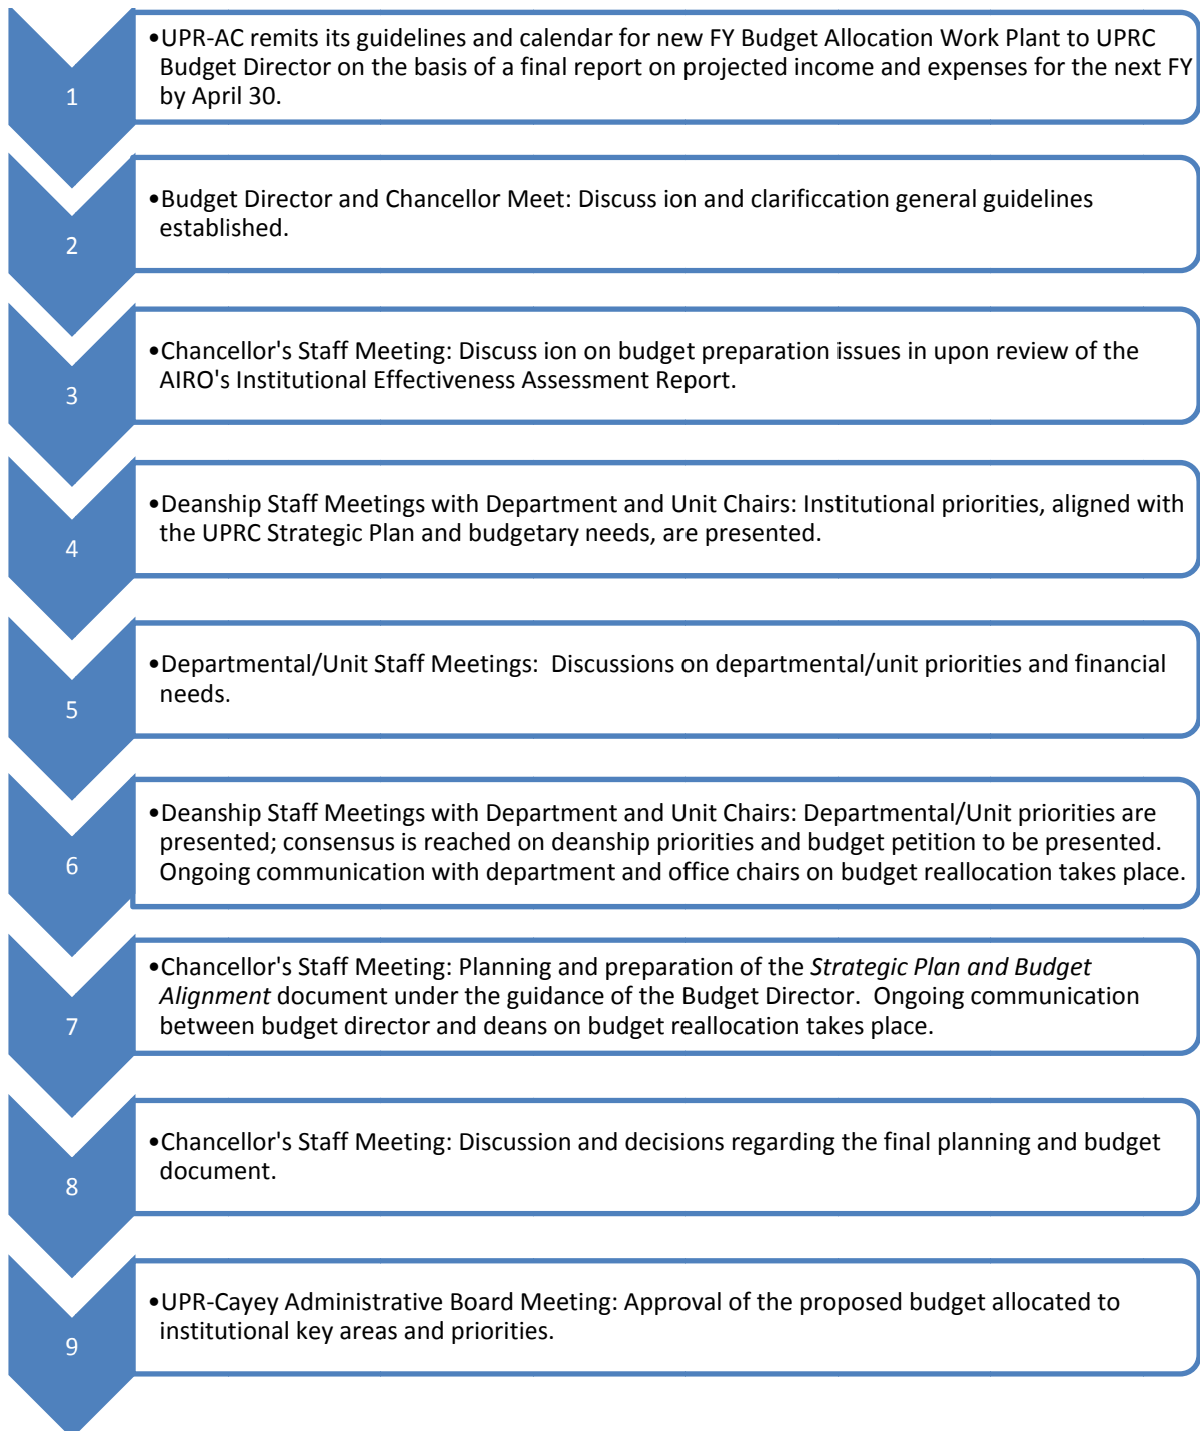 1
•UPR-AC remits its guidelines and calendar for new FY Budget Allocation Work Plant to UPRC
Budget Director on the basis of a final report on projected income and expenses for the next FY
by April 30.
2
•Budget Director and Chancellor Meet: Discuss ion and clarificcation general guidelines
established.
3
•Chancellor's Staff Meeting: Discuss ion on budget preparation issues in upon review of the
AIRO's Institutional Effectiveness Assessment Report.
4
•Deanship Staff Meetings with Department and Unit Chairs: Institutional priorities, aligned with
the UPRC Strategic Plan and budgetary needs, are presented.
5
•Departmental/Unit Staff Meetings:  Discussions on departmental/unit priorities and financial
needs.
6
•Deanship Staff Meetings with Department and Unit Chairs: Departmental/Unit priorities are
presented; consensus is reached on deanship priorities and budget petition to be presented.
Ongoing communication with department and office chairs on budget reallocation takes place.
7
•Chancellor's Staff Meeting: Planning and preparation of the Strategic Plan and Budget
Alignment document under the guidance of the Budget Director.  Ongoing communication
between budget director and deans on budget reallocation takes place.
8
•Chancellor's Staff Meeting: Discussion and decisions regarding the final planning and budget
document.
9
•UPR-Cayey Administrative Board Meeting: Approval of the proposed budget allocated to
institutional key areas and priorities.